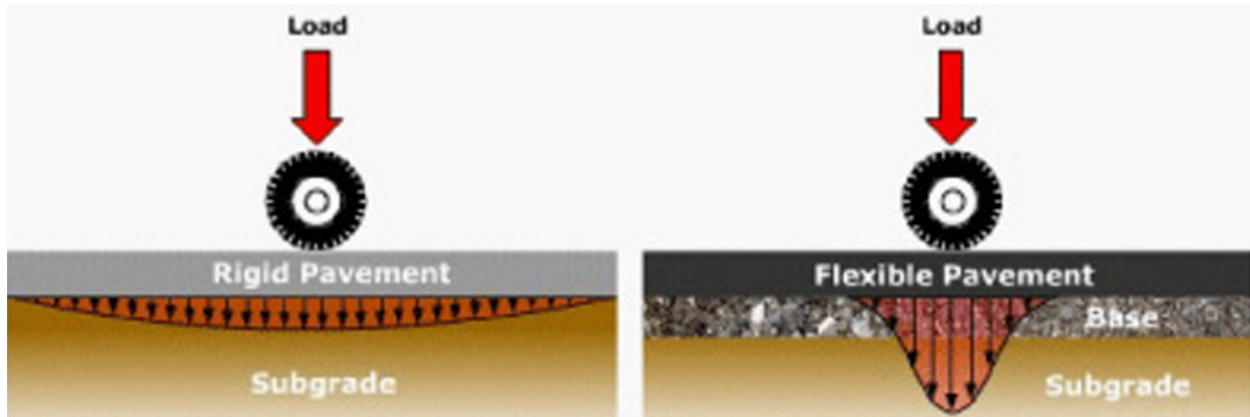 Load
Rigid Pavement
Subgrade
Load
Flexible Pavement
Base
Subgrade